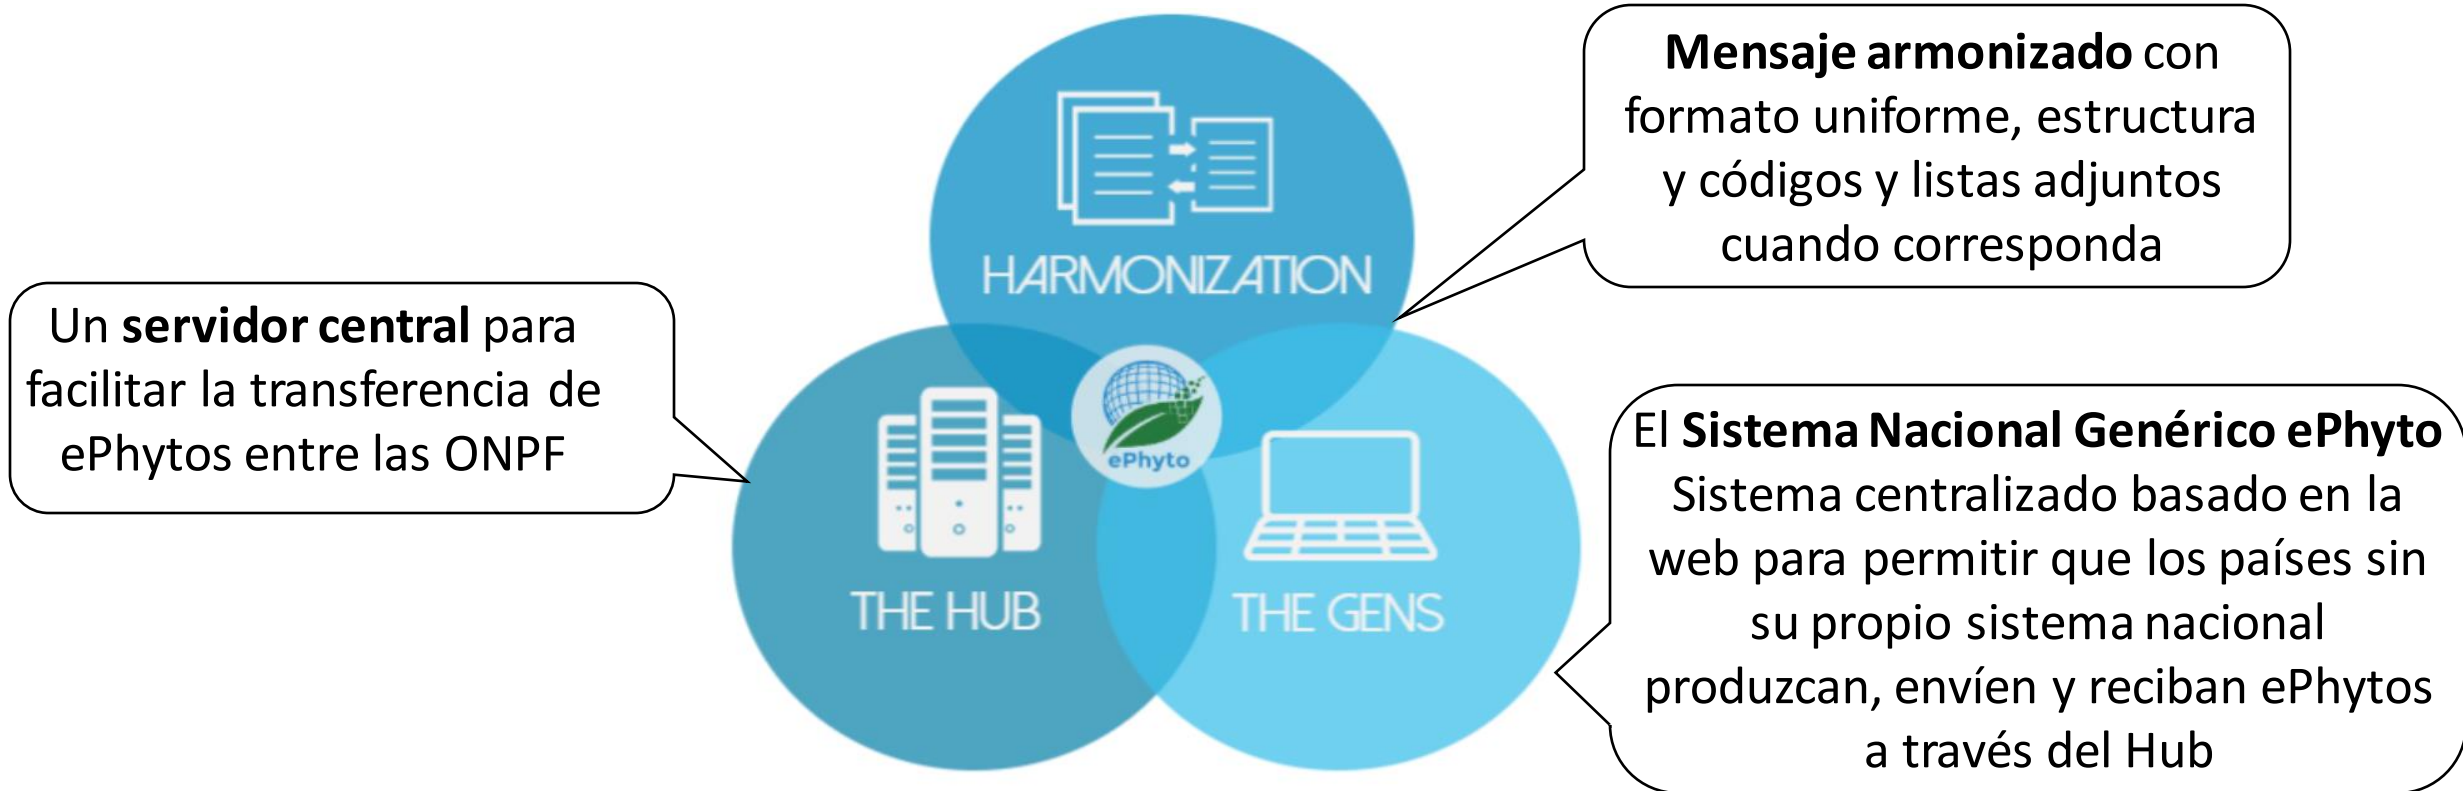 Mensaje armonizado con
formato uniforme, estructura
y códigos y listas adjuntos
cuando corresponda
HARMONIZATION
Un servidor central para
facilitar la transferencia de
ePhytos entre las ONPF
ePhyto
THE HUB
THE GENS
El Sistema Nacional Genérico ePhyto
Sistema centralizado basado en la
web para permitir que los países sin
su propio sistema nacional
produzcan, envíen y reciban ePhytos
a través del Hub